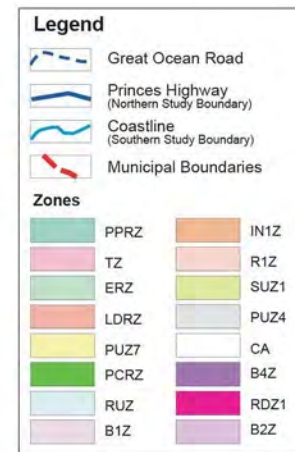 Legend
Great Ocean Road
Princes Highway
(Northern Study Boundary)
Coastline
(Southern Study Boundary)
Municipal Boundaries
Zones
PPRZ
IN1Z
TZ
R1Z
ERZ
SUZ1
LDRZ
PUZ4
PUZ7
CA
PCRZ
B4Z
RUZ
RDZ1
B1Z
B2Z